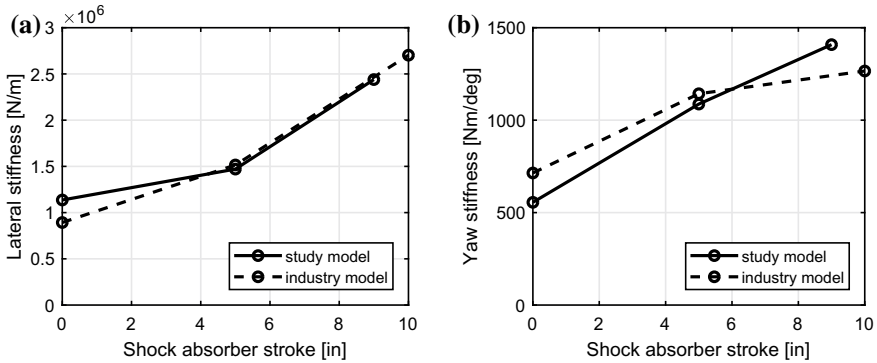 (a)
×10⁶
3
2.5
2
1.5
1
0.5
0
Lateral stiffness [N/m]
0 2 4 6 8 10
Shock absorber stroke [in]
study model
industry model
(b)
1500
1000
500
0
Yaw stiffness [Nm/deg]
0 2 4 6 8 10
Shock absorber stroke [in]
study model
industry model